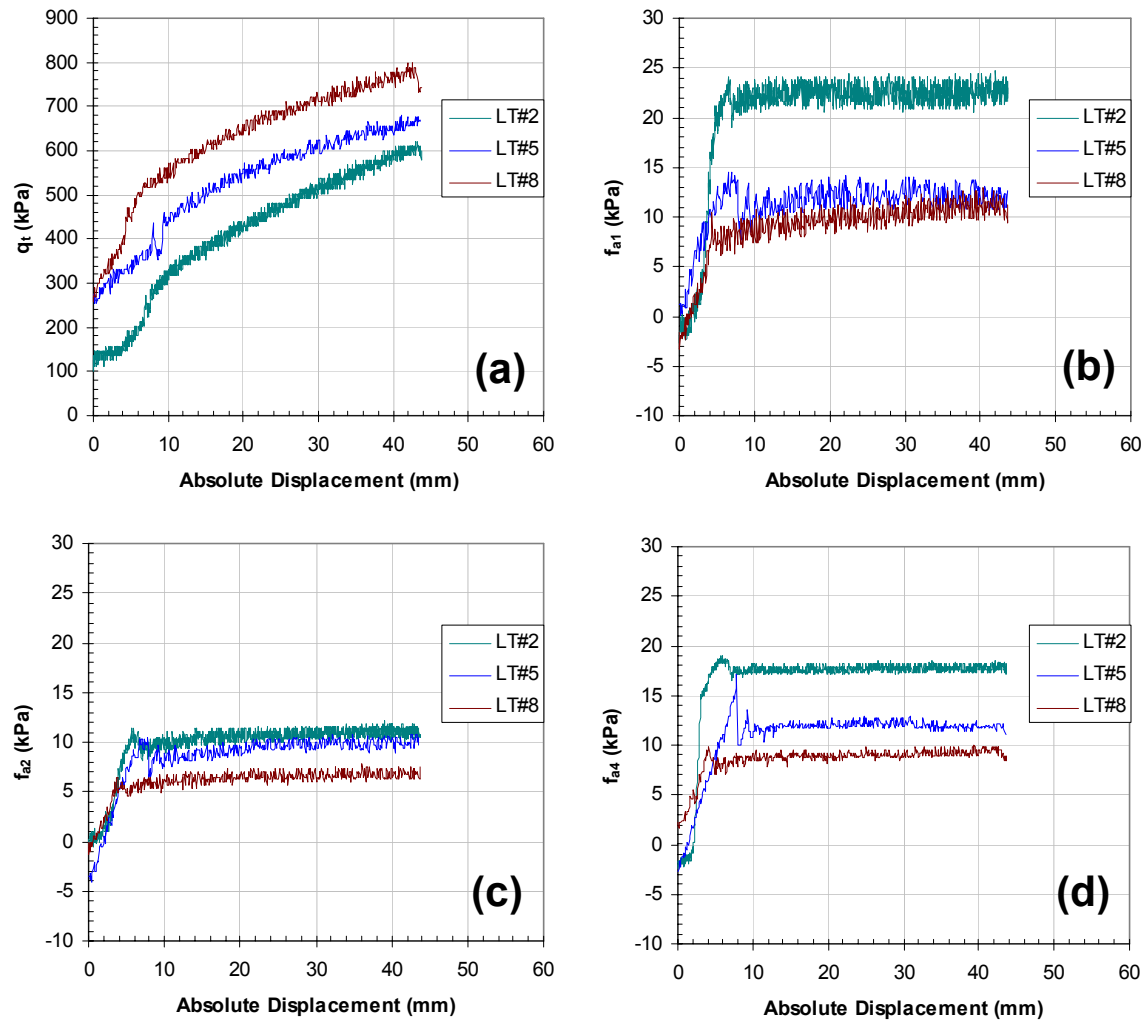 900
800
700
600
500
400
300
200
100
0
qt (kPa)
0 10 20 30 40 50 60
Absolute Displacement (mm)
LT#2
LT#5
LT#8
(a)
30
25
20
15
10
5
0
-5
-10
fa1 (kPa)
0 10 20 30 40 50 60
Absolute Displacement (mm)
LT#2
LT#5
LT#8
(b)
30
25
20
15
10
5
0
-5
-10
fa2 (kPa)
0 10 20 30 40 50 60
Absolute Displacement (mm)
LT#2
LT#5
LT#8
(c)
30
25
20
15
10
5
0
-5
-10
fa4 (kPa)
0 10 20 30 40 50 60
Absolute Displacement (mm)
LT#2
LT#5
LT#8
(d)